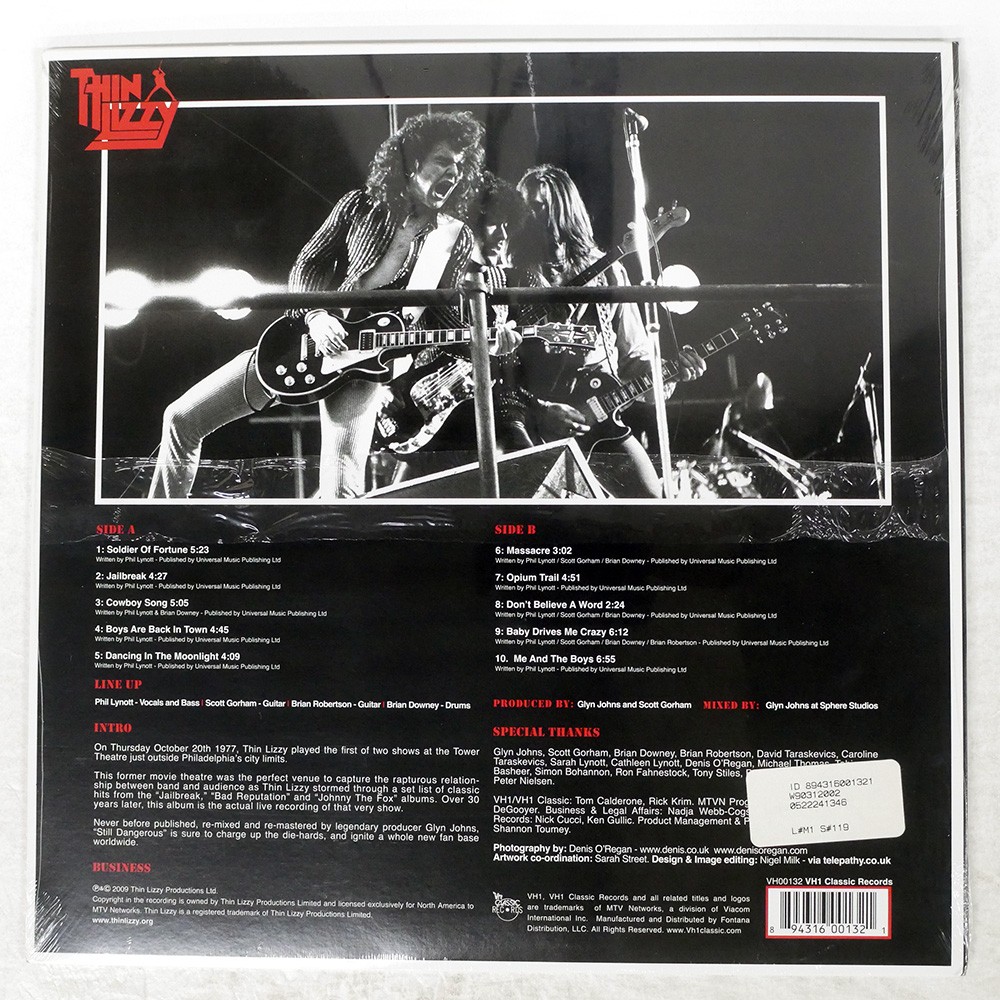 THIN
LIZZY
SIDE A
1: Soldier Of Fortune 5:23
Written by Phil Lynott - Published by Universal Music Publishing Ltd
2: Jailbreak 4:27
Written by Phil Lynott - Published by Universal Music Publishing Ltd
3: Cowboy Song 5:05
Written by Phil Lynott & Brian Downey - Published by Universal Music Publishing Ltd
4: Boys Are Back In Town 4:45
Written by Phil Lynott - Published by Universal Music Publishing Ltd
5: Dancing In The Moonlight 4:09
Written by Phil Lynott - Published by Universal Music Publishing Ltd
LINE UP
Phil Lynott - Vocals and Bass | Scott Gorham - Guitar | Brian Robertson - Guitar | Brian Downey - Drums
INTRO
On Thursday October 20th 1977, Thin Lizzy played the first of two shows at the Tower
Theatre just outside Philadelphia's city limits.
This former movie theatre was the perfect venue to capture the rapturous relation-
ship between band and audience as Thin Lizzy stormed through a set list of classic
hits from the "Jailbreak," "Bad Reputation" and "Johnny The Fox" albums. Over 30
years later, this album is the actual live recording of that very show.
Never before published, re-mixed and re-mastered by legendary producer Glyn Johns,
"Still Dangerous" is sure to charge up the die-hards, and ignite a whole new fan base
worldwide.
BUSINESS
℗&© 2009 Thin Lizzy Productions Ltd.
Copyright in the recording is owned by Thin Lizzy Productions Limited and licensed exclusively for North America to
MTV Networks. Thin Lizzy is a registered trademark of Thin Lizzy Productions Limited.
www.thinlizzy.org
SIDE B
6: Massacre 3:02
Written by Phil Lynott / Scott Gorham / Brian Downey - Published by Universal Music Publishing Ltd
7: Opium Trail 4:51
Written by Phil Lynott - Published by Universal Music Publishing Ltd
8: Don't Believe A Word 2:24
Written by Phil Lynott / Scott Gorham / Brian Downey - Published by Universal Music Publishing Ltd
9: Baby Drives Me Crazy 6:12
Written by Phil Lynott / Scott Gorham / Brian Downey / Brian Robertson - Published by Universal Music Publishing Ltd
10. Me And The Boys 6:55
Written by Phil Lynott - Published by Universal Music Publishing Ltd
PRODUCED BY: Glyn Johns and Scott Gorham MIXED BY: Glyn Johns at Sphere Studios
SPECIAL THANKS
Glyn Johns, Scott Gorham, Brian Downey, Brian Robertson, David Taraskevics, Caroline
Taraskevics, Sarah Lynott, Cathleen Lynott, Denis O'Regan, Michael Thomas,
Basheer, Simon Bohannon, Ron Fahnestock, Tony Stiles,
Peter Nielsen.
VH1/VH1 Classic: Tom Calderone, Rick Krim. MTVN
DeGooyer. Business & Legal Affairs: Nadja
Records: Nick Cucci, Ken Gullic. Product Management &
Shannon Tourney.
Photography by: Denis O'Regan - www.denis.co.uk www.denisoregan.com
Artwork co-ordination: Sarah Street. Design & Image editing: Nigel Milk - via telepathy.co.uk
ID 894316001321
W90312002
0522241346
L#M1 S#119
VH00132 VH1 Classic Records
VH1
CLASSIC
RECORDS
VH1, VH1 Classic Records and all related titles and logos
are trademarks of MTV Networks, a division of Viacom
International Inc. Manufactured and Distributed by Fontana
Distribution, LLC. All Rights Reserved. www.Vh1classic.com
8 94316 00132 1